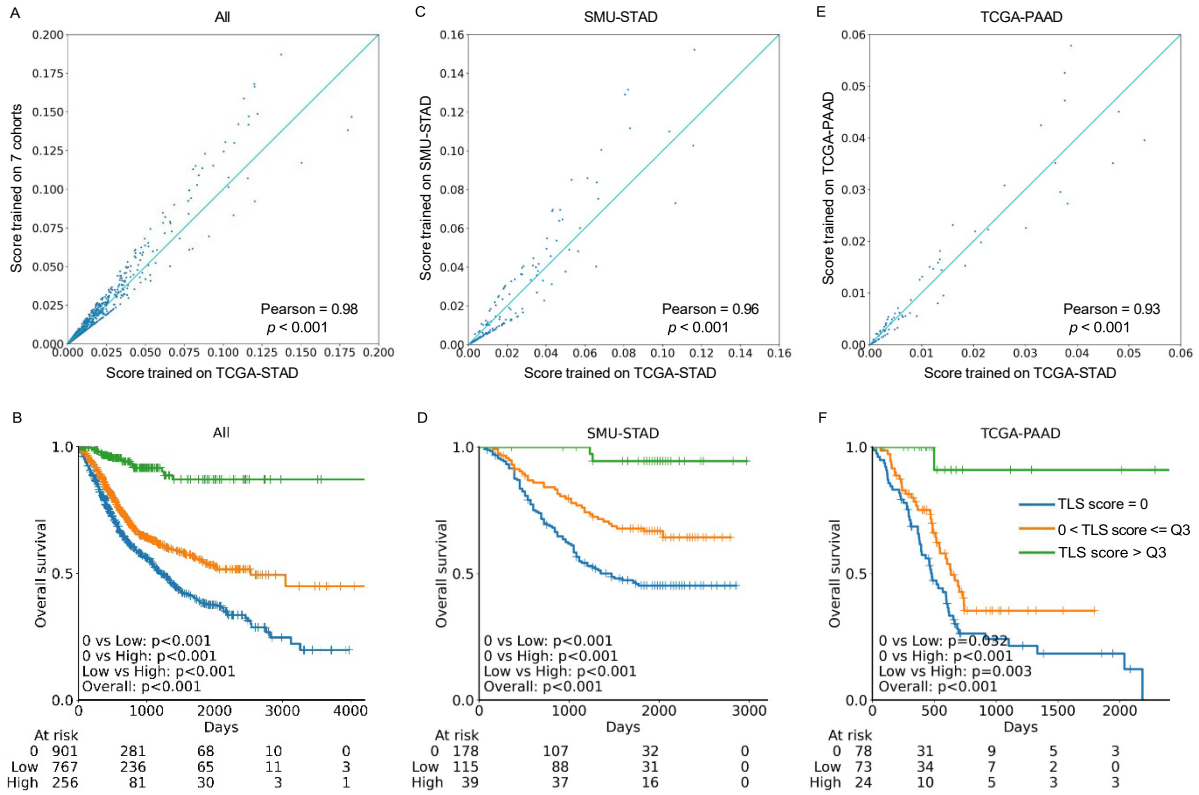 A
All
0.200
0.175
0.150
0.125
0.100
0.075
0.050
0.025
0.000
Score trained on 7 cohorts
Pearson = 0.98
p < 0.001
0.000 0.025 0.050 0.075 0.100 0.125 0.150 0.175 0.200
Score trained on TCGA-STAD
C
SMU-STAD
0.16
0.14
0.12
0.10
0.08
0.06
0.04
0.02
0.00
Score trained on SMU-STAD
Pearson = 0.96
p < 0.001
0.00 0.02 0.04 0.06 0.08 0.10 0.12 0.14 0.16
Score trained on TCGA-STAD
E
TCGA-PAAD
0.06
0.05
0.04
0.03
0.02
0.01
0.00
Score trained on TCGA-PAAD
Pearson = 0.93
p < 0.001
0.00 0.01 0.02 0.03 0.04 0.05 0.06
Score trained on TCGA-STAD
B
All
1.0
0.5
0.0
Overall survival
0 vs Low: p<0.001
0 vs High: p<0.001
Low vs High: p<0.001
Overall: p<0.001
0 1000 2000 3000 4000
Days
At risk
0 901 281 68 10 0
Low 767 236 65 11 3
High 256 81 30 3 1
D
SMU-STAD
1.0
0.5
0.0
Overall survival
0 vs Low: p<0.001
0 vs High: p<0.001
Low vs High: p<0.001
Overall: p<0.001
0 1000 2000 3000
Days
At risk
0 178 107 32 0
Low 115 88 31 0
High 39 37 16 0
F
TCGA-PAAD
1.0
0.5
0.0
Overall survival
TLS score = 0
0 < TLS score <= Q3
TLS score > Q3
0 vs Low: p=0.032
0 vs High: p<0.001
Low vs High: p=0.003
Overall: p<0.001
0 500 1000 1500 2000
Days
At risk
0 78 31 9 5 3
Low 73 34 7 2 0
High 24 10 5 3 3